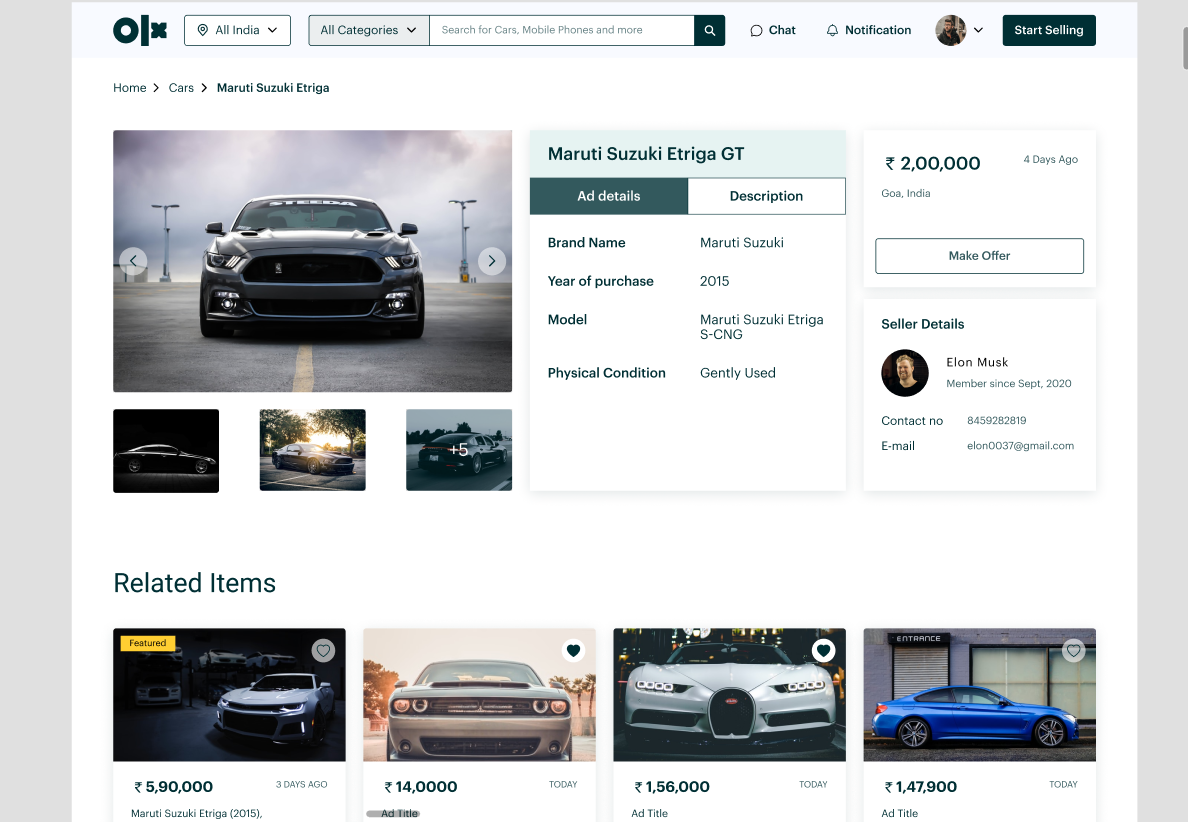 olx
All India
All Categories
Search for Cars, Mobile Phones and more
Chat
Notification
Start Selling
Home > Cars > Maruti Suzuki Etriga
STEEDA
+5
Maruti Suzuki Etriga GT
Ad details
Description
Brand Name Maruti Suzuki
Year of purchase 2015
Model Maruti Suzuki Etriga
S-CNG
Physical Condition Gently Used
₹ 2,00,000
4 Days Ago
Goa, India
Make Offer
Seller Details
Elon Musk
Member since Sept, 2020
Contact no 8459282819
E-mail elon0037@gmail.com
Related Items
Featured
₹ 5,90,000
3 DAYS AGO
Maruti Suzuki Etriga (2015),
₹ 14,0000
TODAY
Ad Title
₹ 1,56,000
TODAY
Ad Title
ENTRANCE
₹ 1,47,900
TODAY
Ad Title